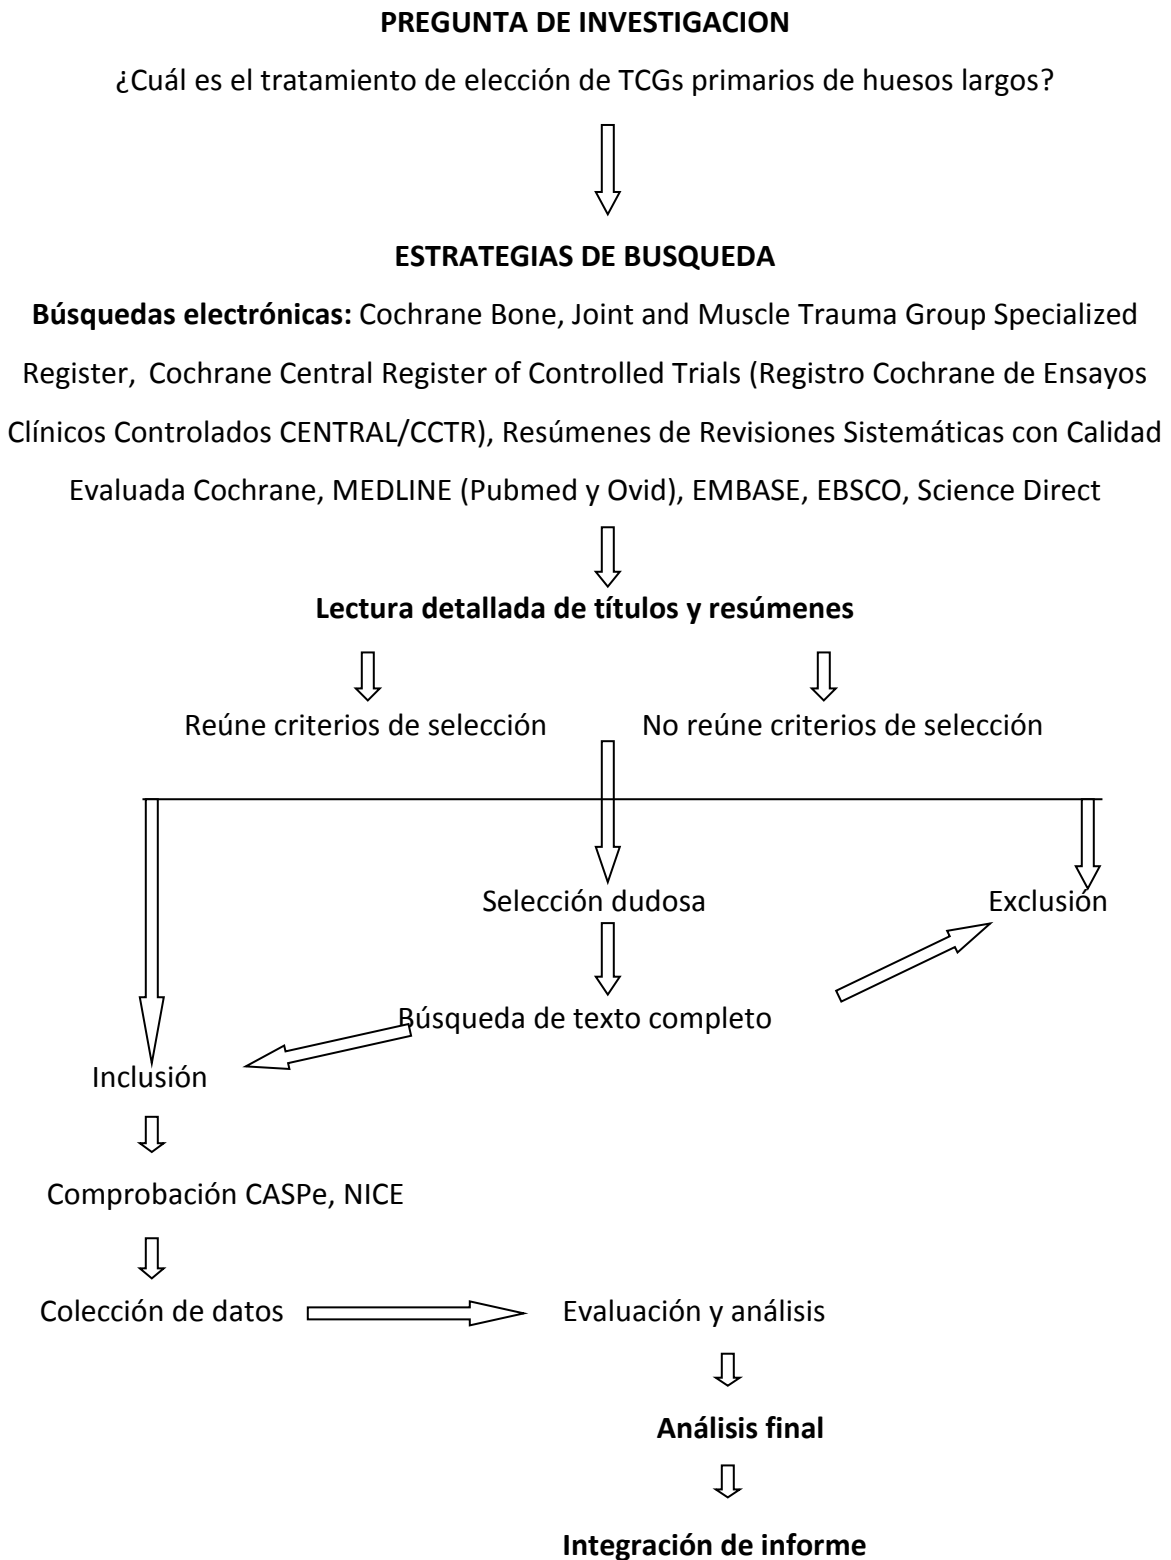 PREGUNTA DE INVESTIGACION
¿Cuál es el tratamiento de elección de TCGs primarios de huesos largos?
ESTRATEGIAS DE BUSQUEDA
Búsquedas electrónicas: Cochrane Bone, Joint and Muscle Trauma Group Specialized
Register, Cochrane Central Register of Controlled Trials (Registro Cochrane de Ensayos
Clínicos Controlados CENTRAL/CCTR), Resúmenes de Revisiones Sistemáticas con Calidad
Evaluada Cochrane, MEDLINE (Pubmed y Ovid), EMBASE, EBSCO, Science Direct
Lectura detallada de títulos y resúmenes
Reúne criterios de selección
No reúne criterios de selección
Selección dudosa
Exclusión
Búsqueda de texto completo
Inclusión
Comprobación CASPe, NICE
Colección de datos
Evaluación y análisis
Análisis final
Integración de informe